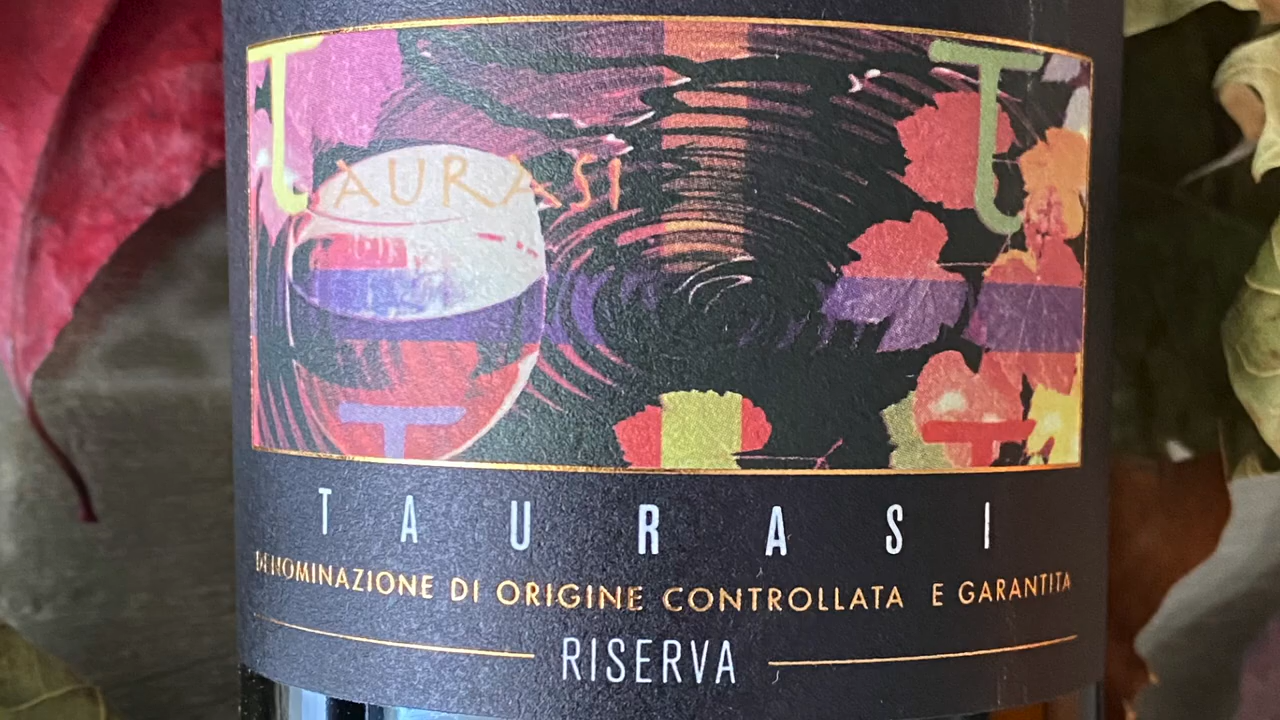 TAURASI
T
T
T
TAURASI
DENOMINAZIONE DI ORIGINE CONTROLLATA E GARANTITA
RISERVA